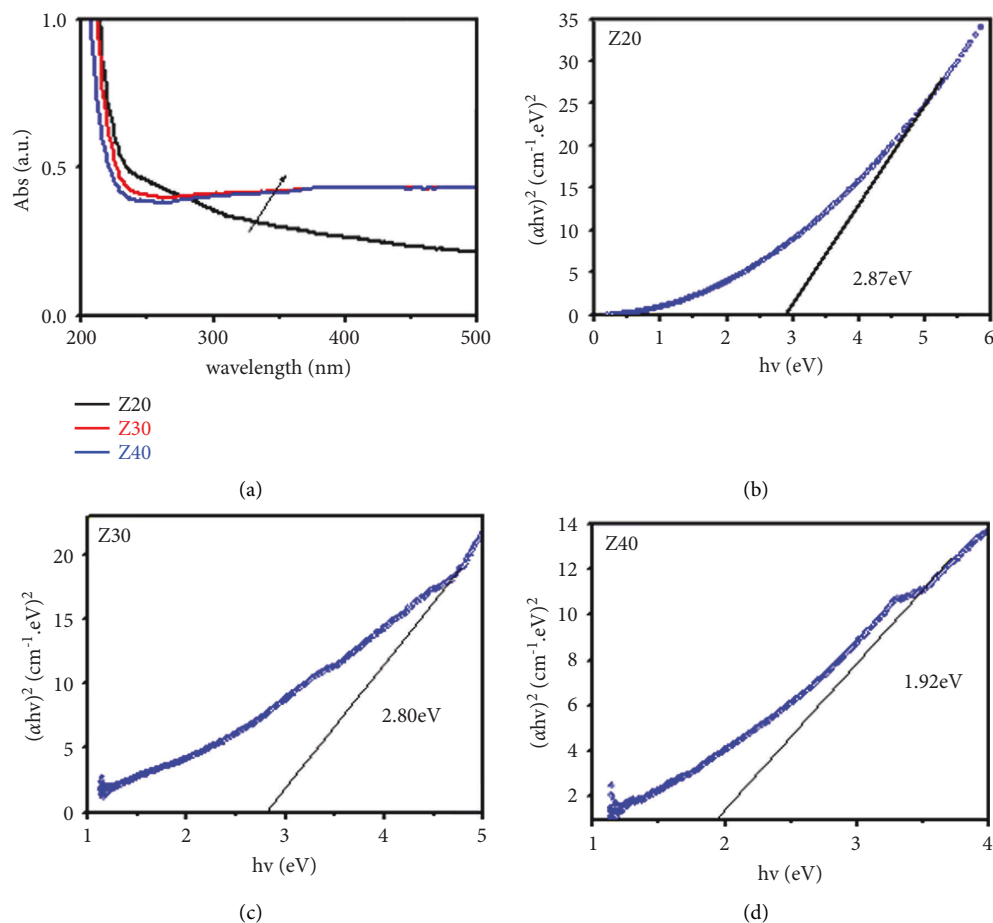 1.0
0.5
0.0
Abs (a.u.)
200 300 400 500
wavelength (nm)
Z20
Z30
Z40
(a)
Z20
35
30
25
20
15
10
5
0
(αhv)² (cm⁻¹.eV)²
2.87eV
0 1 2 3 4 5 6
hv (eV)
(b)
Z30
20
15
10
5
0
(αhv)² (cm⁻¹.eV)²
2.80eV
1 2 3 4 5
hv (eV)
(c)
Z40
14
12
10
8
6
4
2
(αhv)² (cm⁻¹.eV)²
1.92eV
1 2 3 4
hv (eV)
(d)